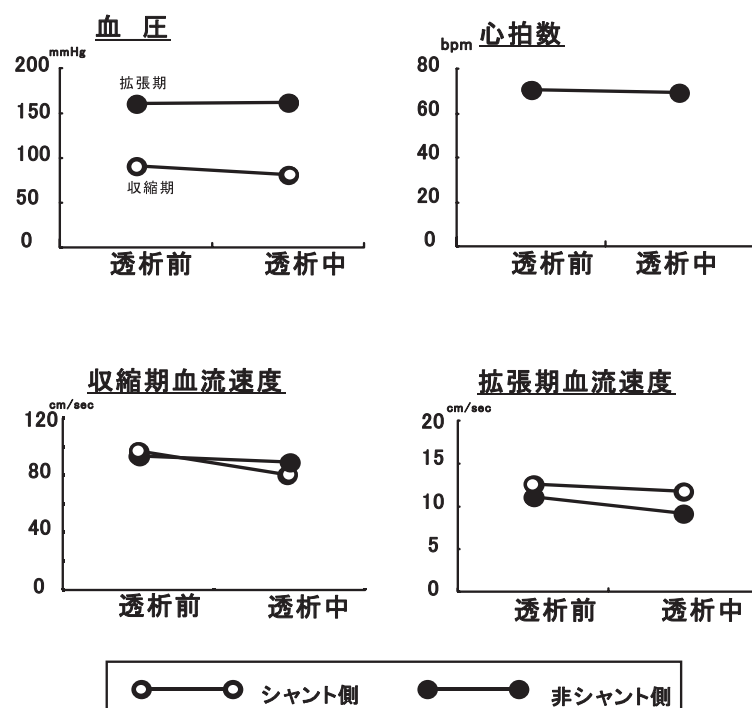 血 圧
mmHg
200
150
100
50
0
拡張期
収縮期
透析前 透析中
心拍数
bpm
80
60
40
20
0
透析前 透析中
収縮期血流速度
cm/sec
120
80
40
0
透析前 透析中
拡張期血流速度
cm/sec
20
15
10
5
0
透析前 透析中
シャント側 非シャント側